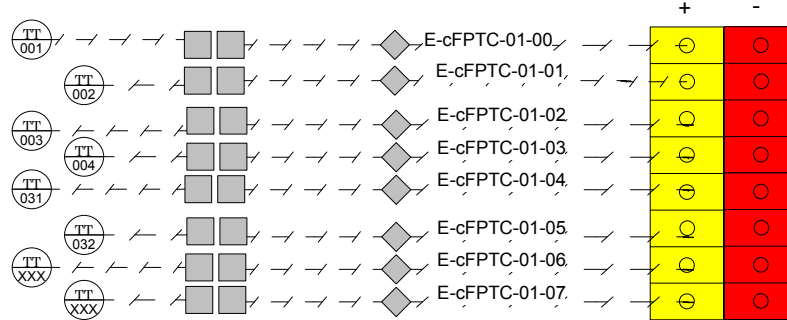 + -
TT
001
E-cFPTC-01-00
TT
002
E-cFPTC-01-01
TT
003
E-cFPTC-01-02
TT
004
E-cFPTC-01-03
TT
031
E-cFPTC-01-04
TT
032
E-cFPTC-01-05
TT
XXX
E-cFPTC-01-06
TT
XXX
E-cFPTC-01-07